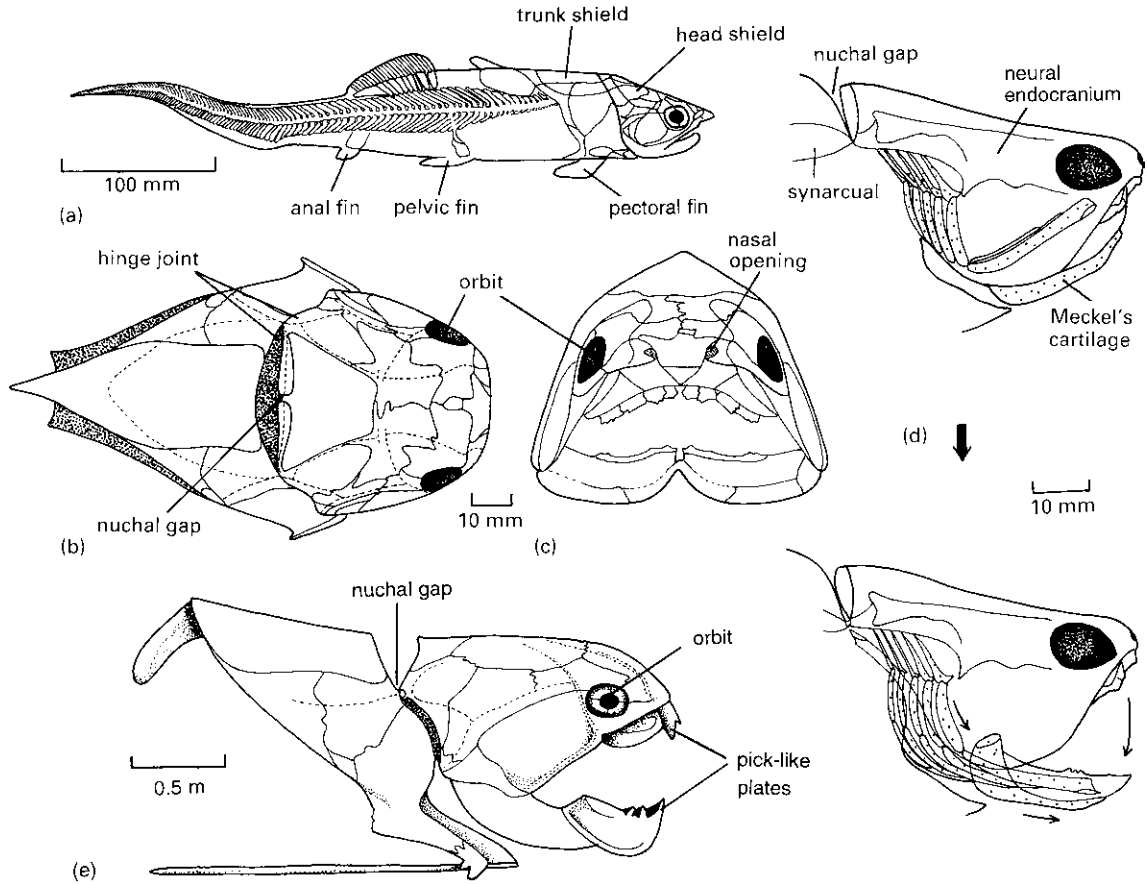 trunk shield
head shield
100 mm
anal fin
pelvic fin
pectoral fin
(a)
hinge joint
orbit
nuchal gap
10 mm
(b)
nasal
opening
(c)
nuchal gap
neural
endocranium
synarcual
Meckel's
cartilage
(d)
10 mm
nuchal gap
orbit
0.5 m
pick-like
plates
(e)